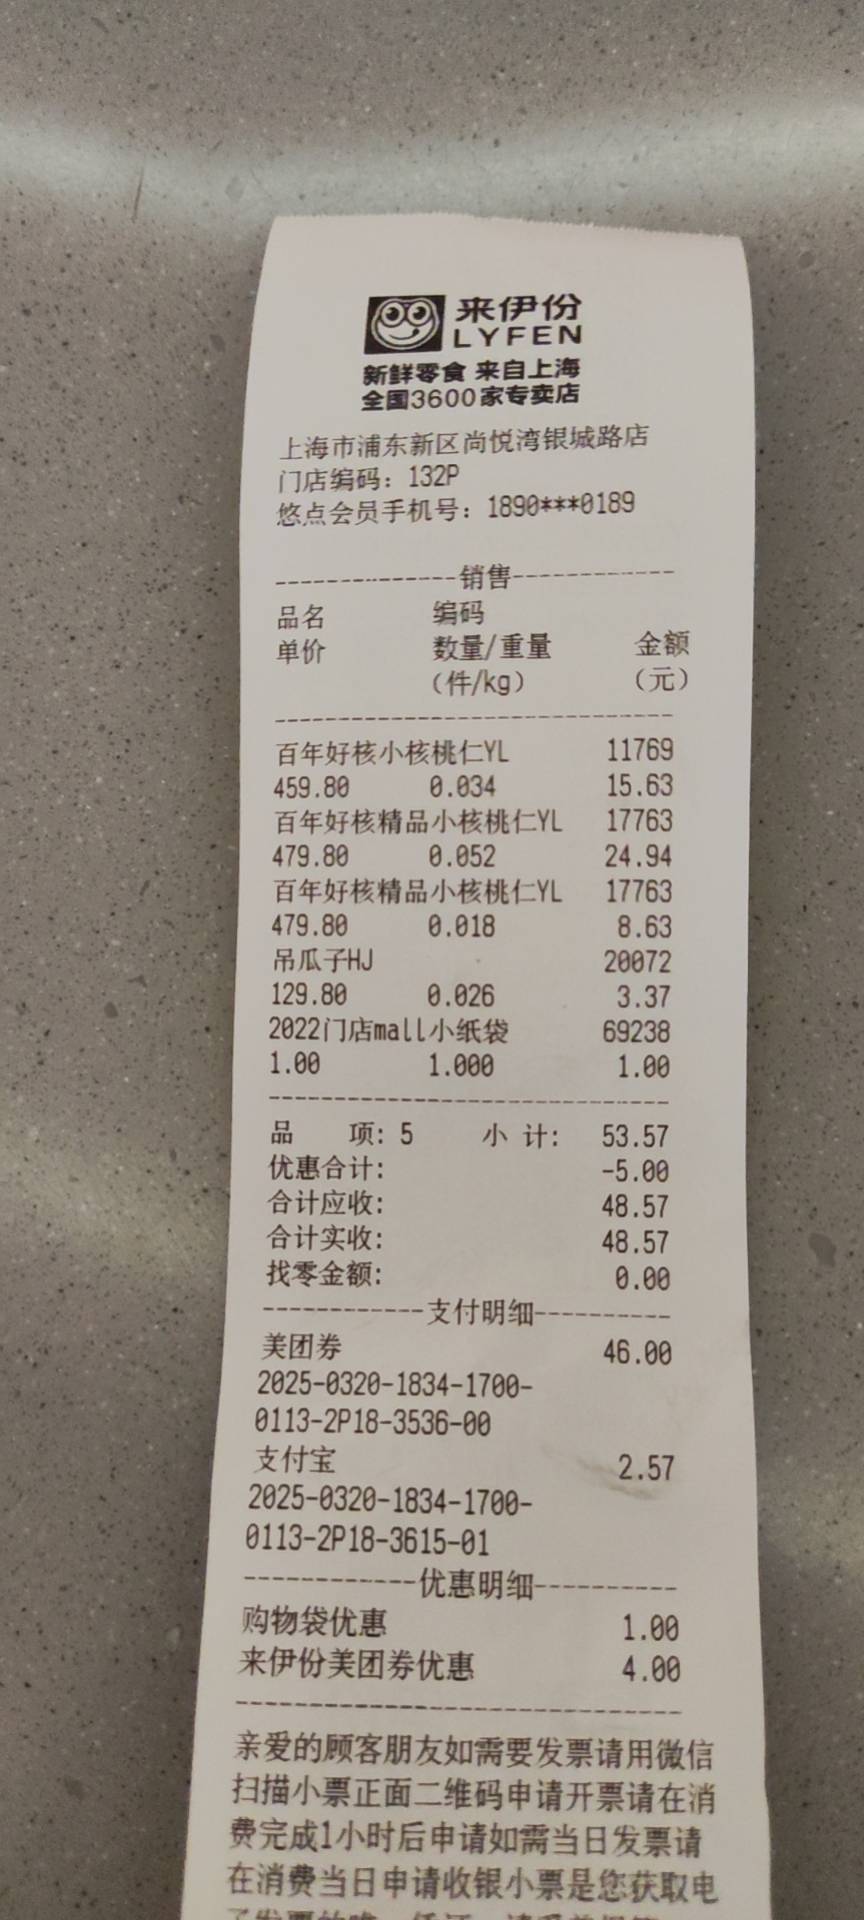 来伊份
LYFEN
新鲜零食 来自上海
全国3600家专卖店
上海市浦东新区尚悦湾银城路店
门店编码：132P
悠点会员手机号：1890***0189
--------------销售--------------
品名 编码
单价 数量/重量 金额
（件/kg） （元）
--------------------------------
百年好核小核桃仁YL 11769
459.80 0.034 15.63
百年好核精品小核桃仁YL 17763
479.80 0.052 24.94
百年好核精品小核桃仁YL 17763
479.80 0.018 8.63
吊瓜子HJ 20072
129.80 0.026 3.37
2022门店mall小纸袋 69238
1.00 1.000 1.00
--------------------------------
品 项: 5 小 计: 53.57
优惠合计: -5.00
合计应收: 48.57
合计实收: 48.57
找零金额: 0.00
------------支付明细------------
美团券 46.00
2025-0320-1834-1700-
0113-2P18-3536-00
支付宝 2.57
2025-0320-1834-1700-
0113-2P18-3615-01
------------优惠明细------------
购物袋优惠 1.00
来伊份美团券优惠 4.00
--------------------------------
亲爱的顾客朋友如需要发票请用微信
扫描小票正面二维码申请开票请在消
费完成1小时后申请如需当日发票请
在消费当日申请收银小票是您获取电